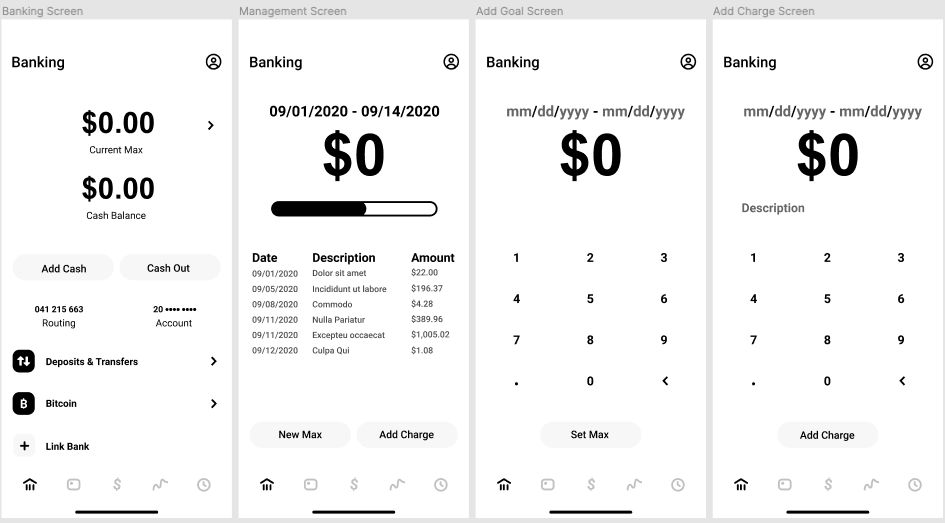 Banking Screen
Banking
$0.00
Current Max
$0.00
Cash Balance
Add Cash Cash Out
041 215 663 20 •••• ••••
Routing Account
Deposits & Transfers
Bitcoin
Link Bank
Management Screen
Banking
09/01/2020 - 09/14/2020
$0
Date Description Amount
09/01/2020 Dolor sit amet $22.00
09/05/2020 Incididunt ut labore $196.37
09/08/2020 Commodo $4.28
09/11/2020 Nulla Pariatur $389.96
09/11/2020 Excepteu occaecat $1,005.02
09/12/2020 Culpa Qui $1.08
New Max Add Charge
Add Goal Screen
Banking
mm/dd/yyyy - mm/dd/yyyy
$0
1 2 3
4 5 6
7 8 9
. 0 <
Set Max
Add Charge Screen
Banking
mm/dd/yyyy - mm/dd/yyyy
$0
Description
1 2 3
4 5 6
7 8 9
. 0 <
Add Charge